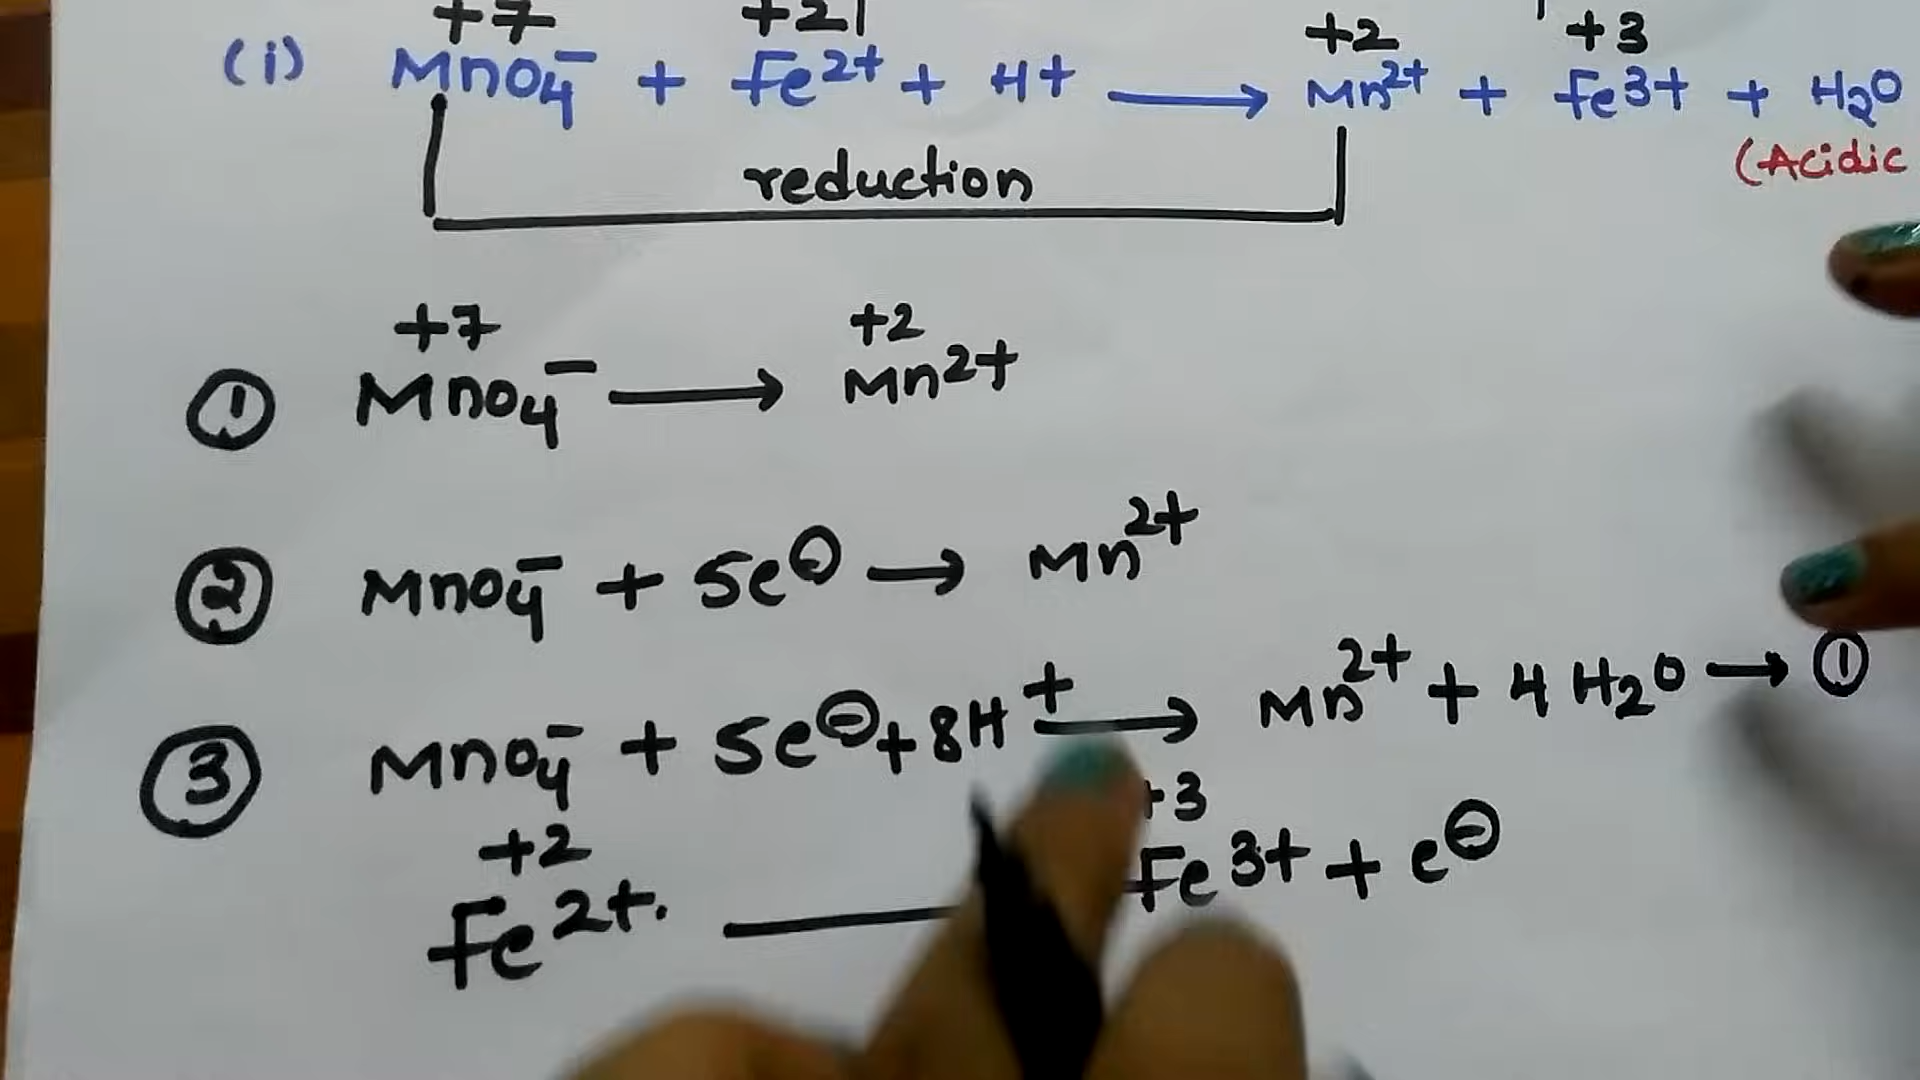 +7 +2 +2 +3
(i) MnO4⁻ + Fe²⁺ + H⁺ ⟶ Mn²⁺ + Fe³⁺ + H₂O
(Acidic
reduction
+7 +2
① MnO4⁻ ⟶ Mn²⁺
② MnO4⁻ + 5e⊖ → Mn²⁺
③ MnO4⁻ + 5e⊖ + 8H⁺ ⟶ Mn²⁺ + 4H₂O → ①
+2 +3
Fe²⁺ — Fe³⁺ + e⊖